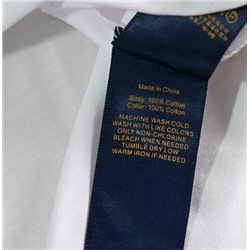 Made in China
Body: 100% Cotton
Collar: 100% Cotton
MACHINE WASH COLD
WASH WITH LIKE COLORS
ONLY NON-CHLORINE
BLEACH WHEN NEEDED
TUMBLE DRY LOW
WARM IRON IF NEEDED